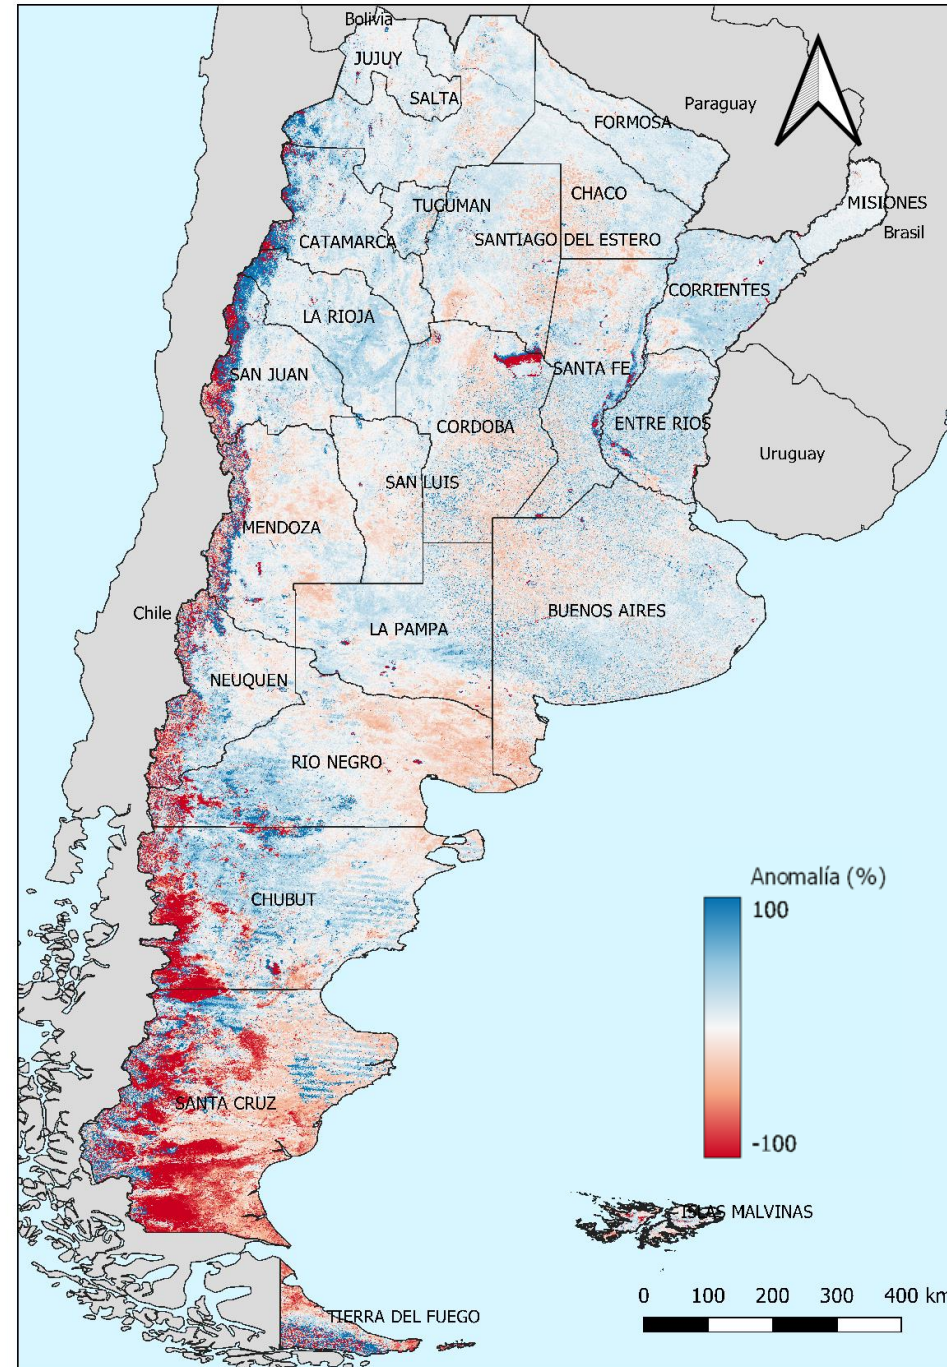 Bolivia
JUJUY
SALTA
Paraguay
FORMOSA
CHACO
MISIONES
TUCUMAN
Brasil
CATAMARCA
SANTIAGO DEL ESTERO
CORRIENTES
LA RIOJA
SAN JUAN
SANTA FE
CORDOBA
ENTRE RIOS
Uruguay
SAN LUIS
MENDOZA
Chile
BUENOS AIRES
LA PAMPA
NEUQUEN
RIO NEGRO
CHUBUT
Anomalía (%)
100
-100
SANTA CRUZ
ISLAS MALVINAS
TIERRA DEL FUEGO
0 100 200 300 400 km